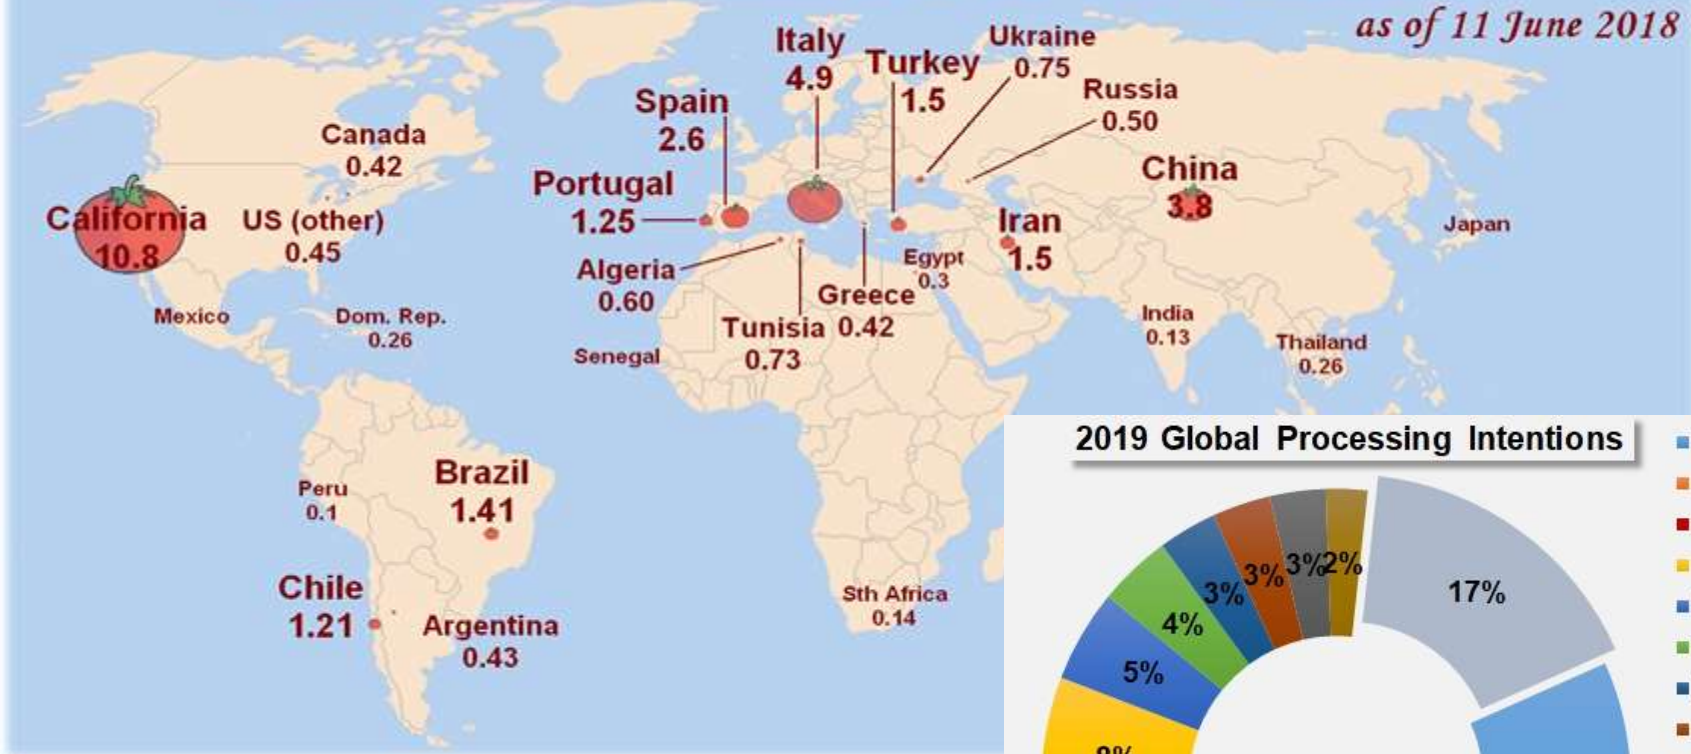 as of 11 June 2018
Italy
4.9
Turkey
1.5
Ukraine
0.75
Russia
0.50
Spain
2.6
Canada
0.42
China
3.8
Portugal
1.25
California
10.8
US (other)
0.45
Iran
1.5
Japan
Algeria
0.60
Egypt
0.3
Greece
0.42
Tunisia
0.73
Mexico
Dom. Rep.
0.26
Senegal
India
0.13
Thailand
0.26
Peru
0.1
Brazil
1.41
Chile
1.21
Argentina
0.43
Sth Africa
0.14
2019 Global Processing Intentions
17%
2%
3%
3%
3%
4%
5%